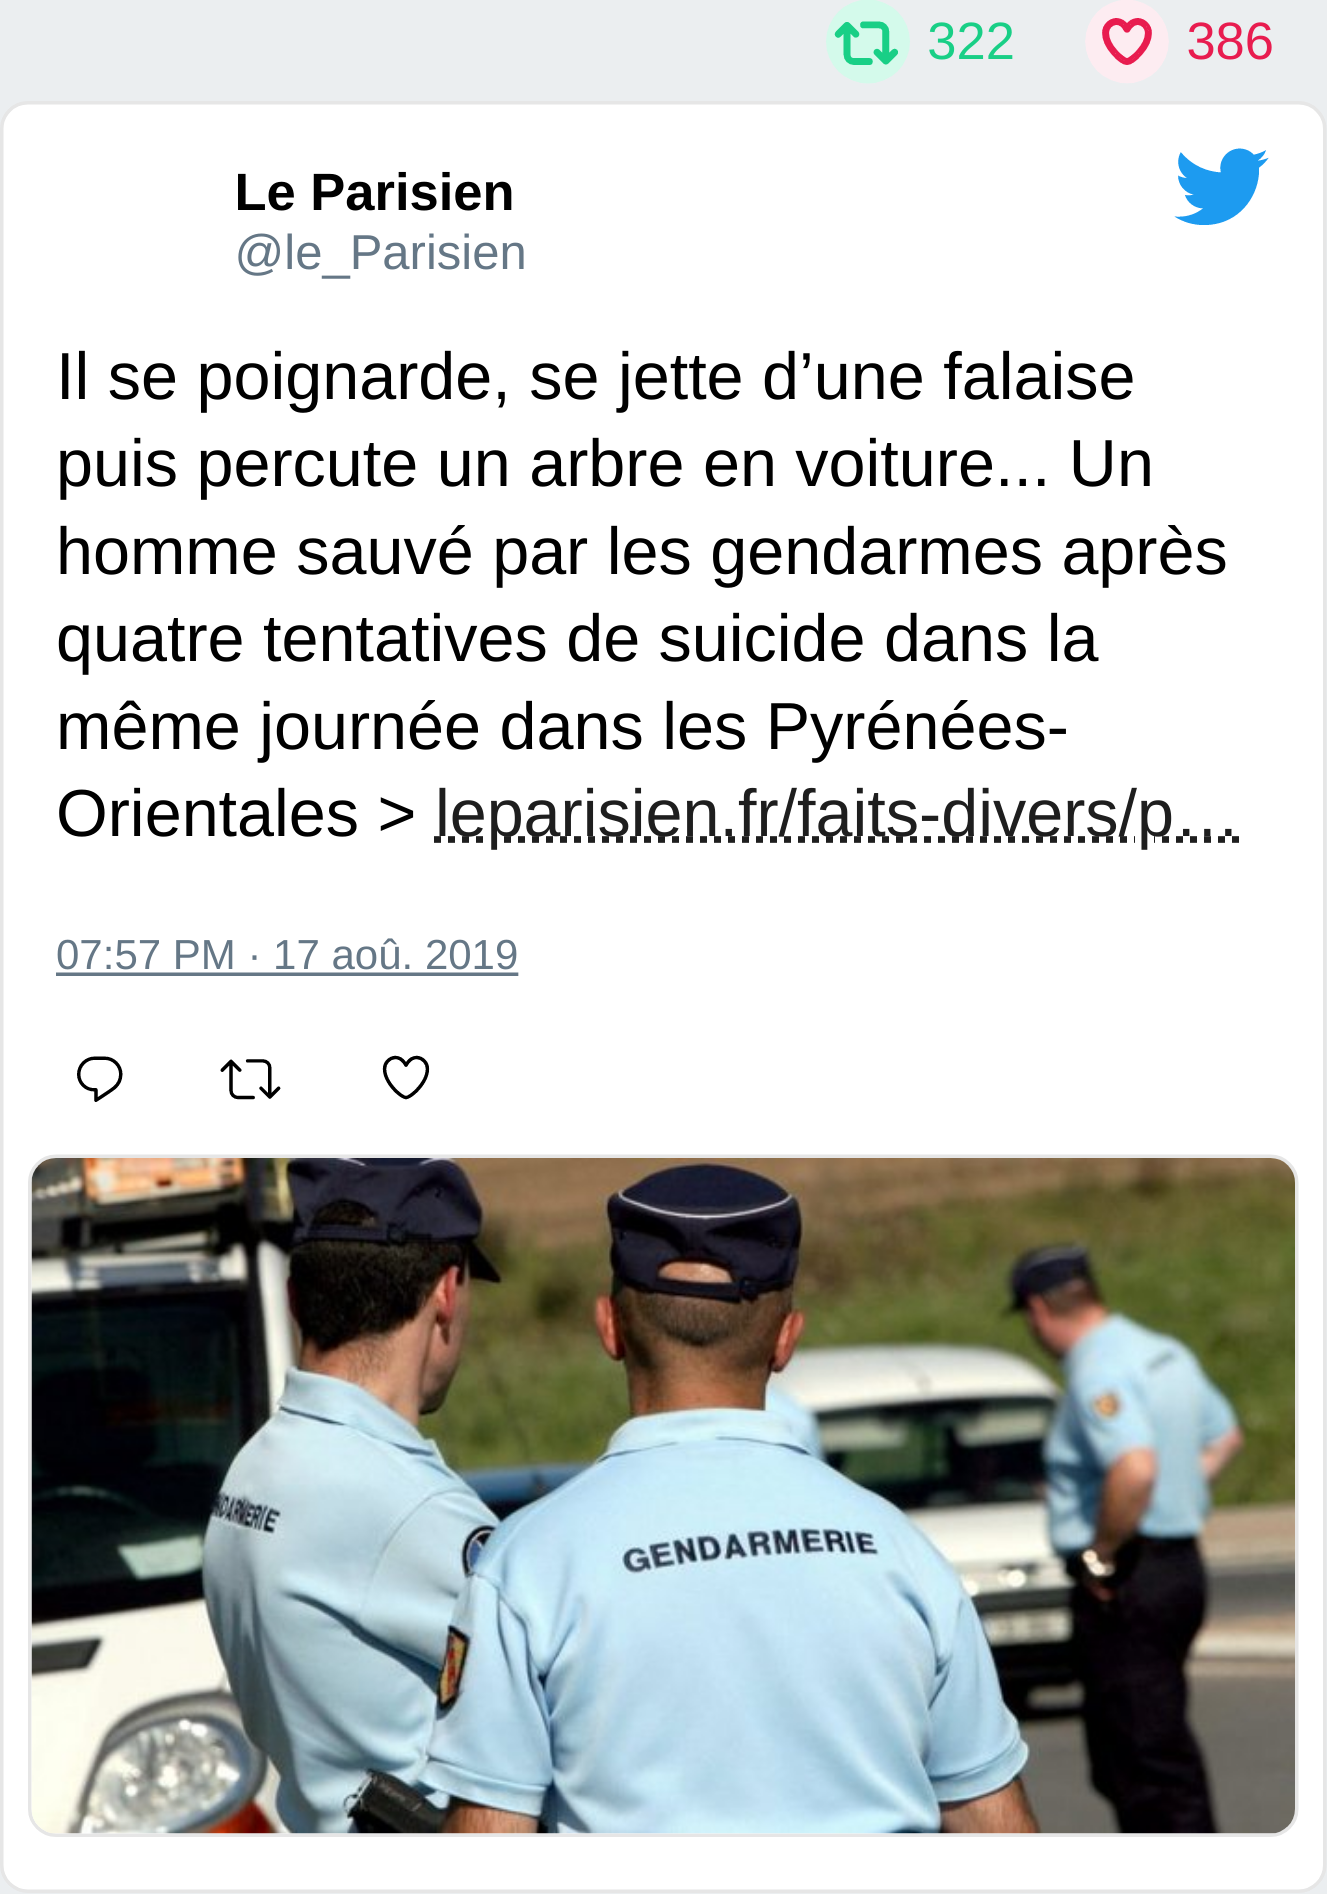 322 386
Le Parisien
@le_Parisien
Il se poignarde, se jette d’une falaise
puis percute un arbre en voiture... Un
homme sauvé par les gendarmes après
quatre tentatives de suicide dans la
même journée dans les Pyrénées-
Orientales > leparisien.fr/faits-divers/p…
07:57 PM · 17 aoû. 2019
NDARMERIE
GENDARMERIE